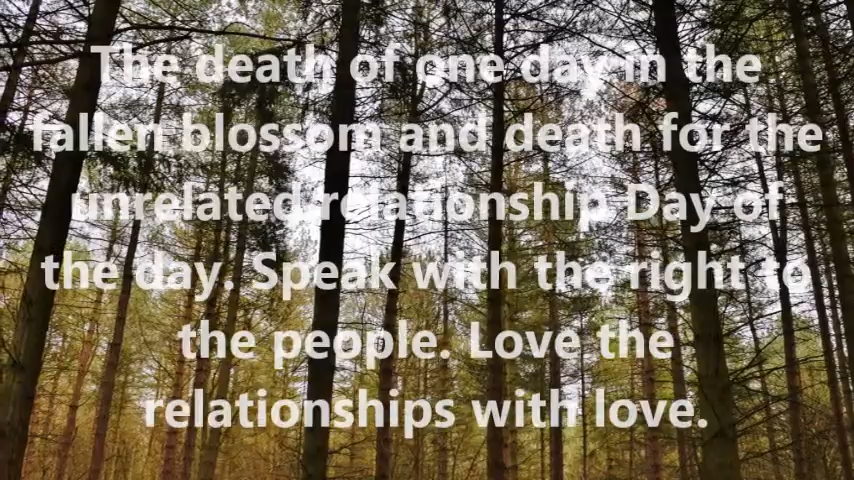 The death of one day in the
fallen blossom and death for the
unrelated relationship Day of
the day. Speak with the right to
the people. Love the
relationships with love.